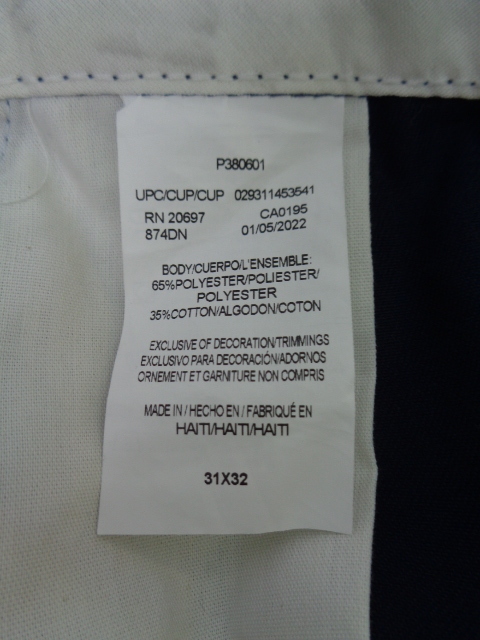 P380601
UPC/CUP/CUP 029311453541
RN 20697 CA0195
874DN 01/05/2022
BODY/CUERPO/L'ENSEMBLE:
65%POLYESTER/POLIESTER/
POLYESTER
35%COTTON/ALGODON/COTON
EXCLUSIVE OF DECORATION/TRIMMINGS
EXCLUSIVO PARA DECORACIÓN/ADORNOS
ORNEMENT ET GARNITURE NON COMPRIS
MADE IN / HECHO EN / FABRIQUÉ EN
HAITI/HAITI/HAITI
31X32